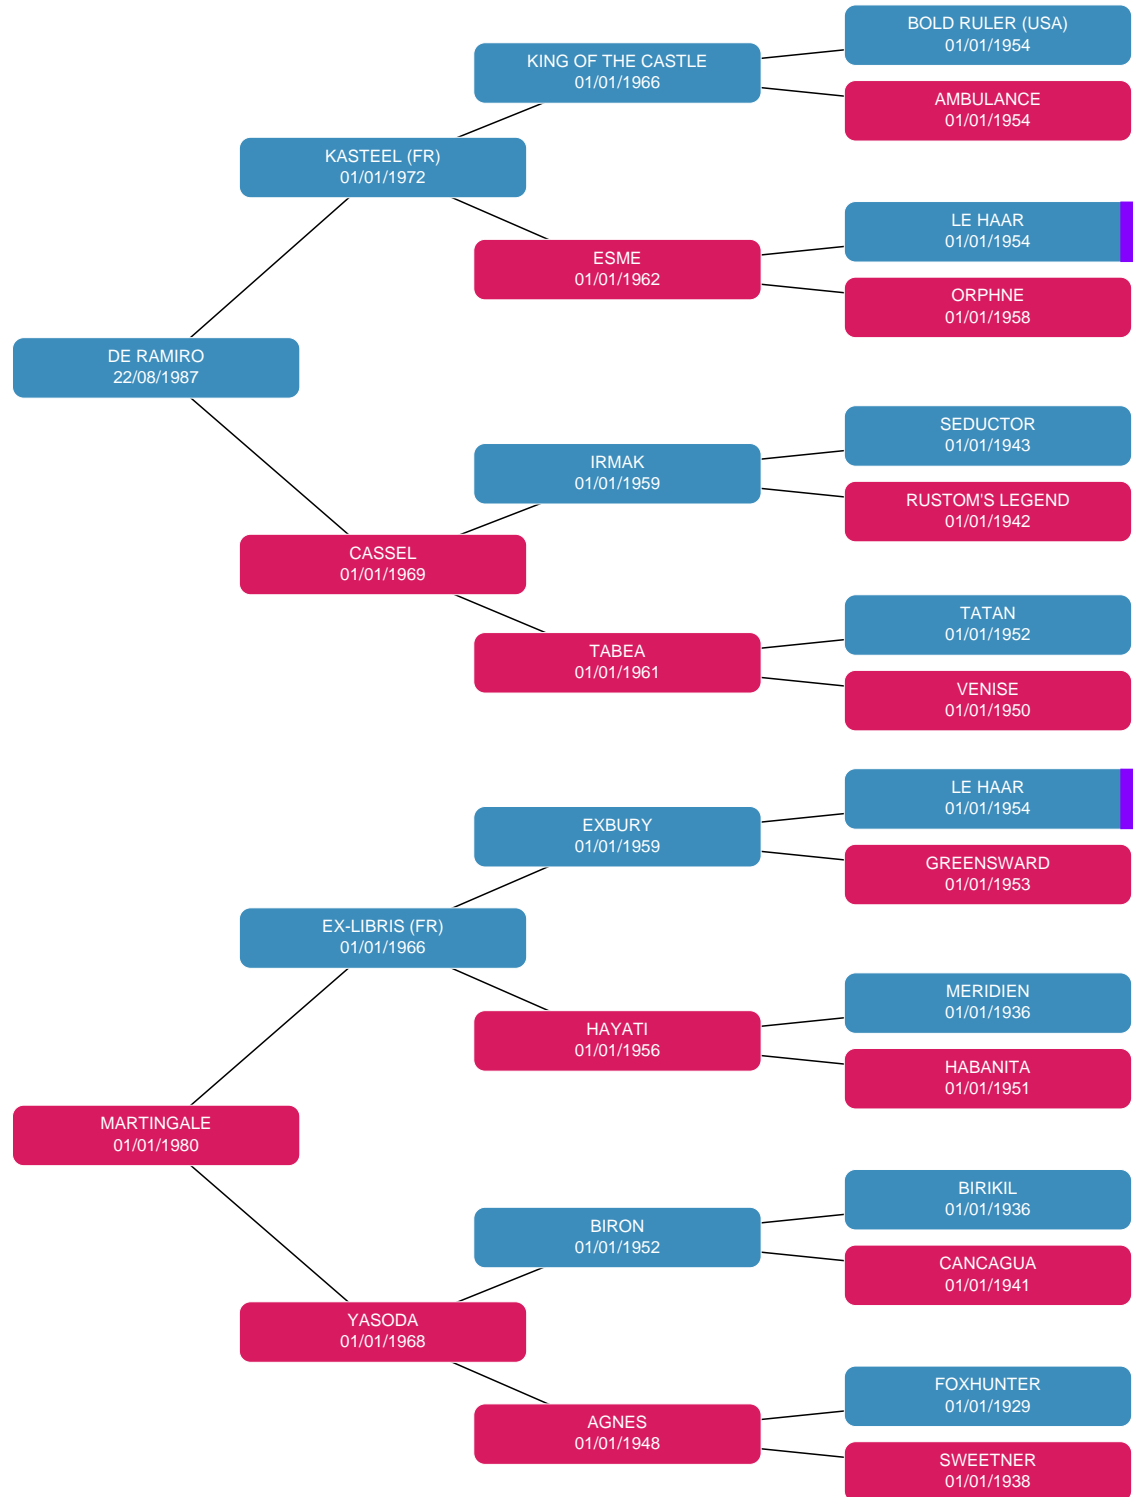 BOLD RULER (USA)
01/01/1954
KING OF THE CASTLE
01/01/1966
AMBULANCE
01/01/1954
KASTEEL (FR)
01/01/1972
LE HAAR
01/01/1954
ESME
01/01/1962
ORPHNE
01/01/1958
DE RAMIRO
22/08/1987
SEDUCTOR
01/01/1943
IRMAK
01/01/1959
RUSTOM'S LEGEND
01/01/1942
CASSEL
01/01/1969
TATAN
01/01/1952
TABEA
01/01/1961
VENISE
01/01/1950
LE HAAR
01/01/1954
EXBURY
01/01/1959
GREENSWARD
01/01/1953
EX-LIBRIS (FR)
01/01/1966
MERIDIEN
01/01/1936
HAYATI
01/01/1956
HABANITA
01/01/1951
MARTINGALE
01/01/1980
BIRIKIL
01/01/1936
BIRON
01/01/1952
CANCAGUA
01/01/1941
YASODA
01/01/1968
FOXHUNTER
01/01/1929
AGNES
01/01/1948
SWEETNER
01/01/1938